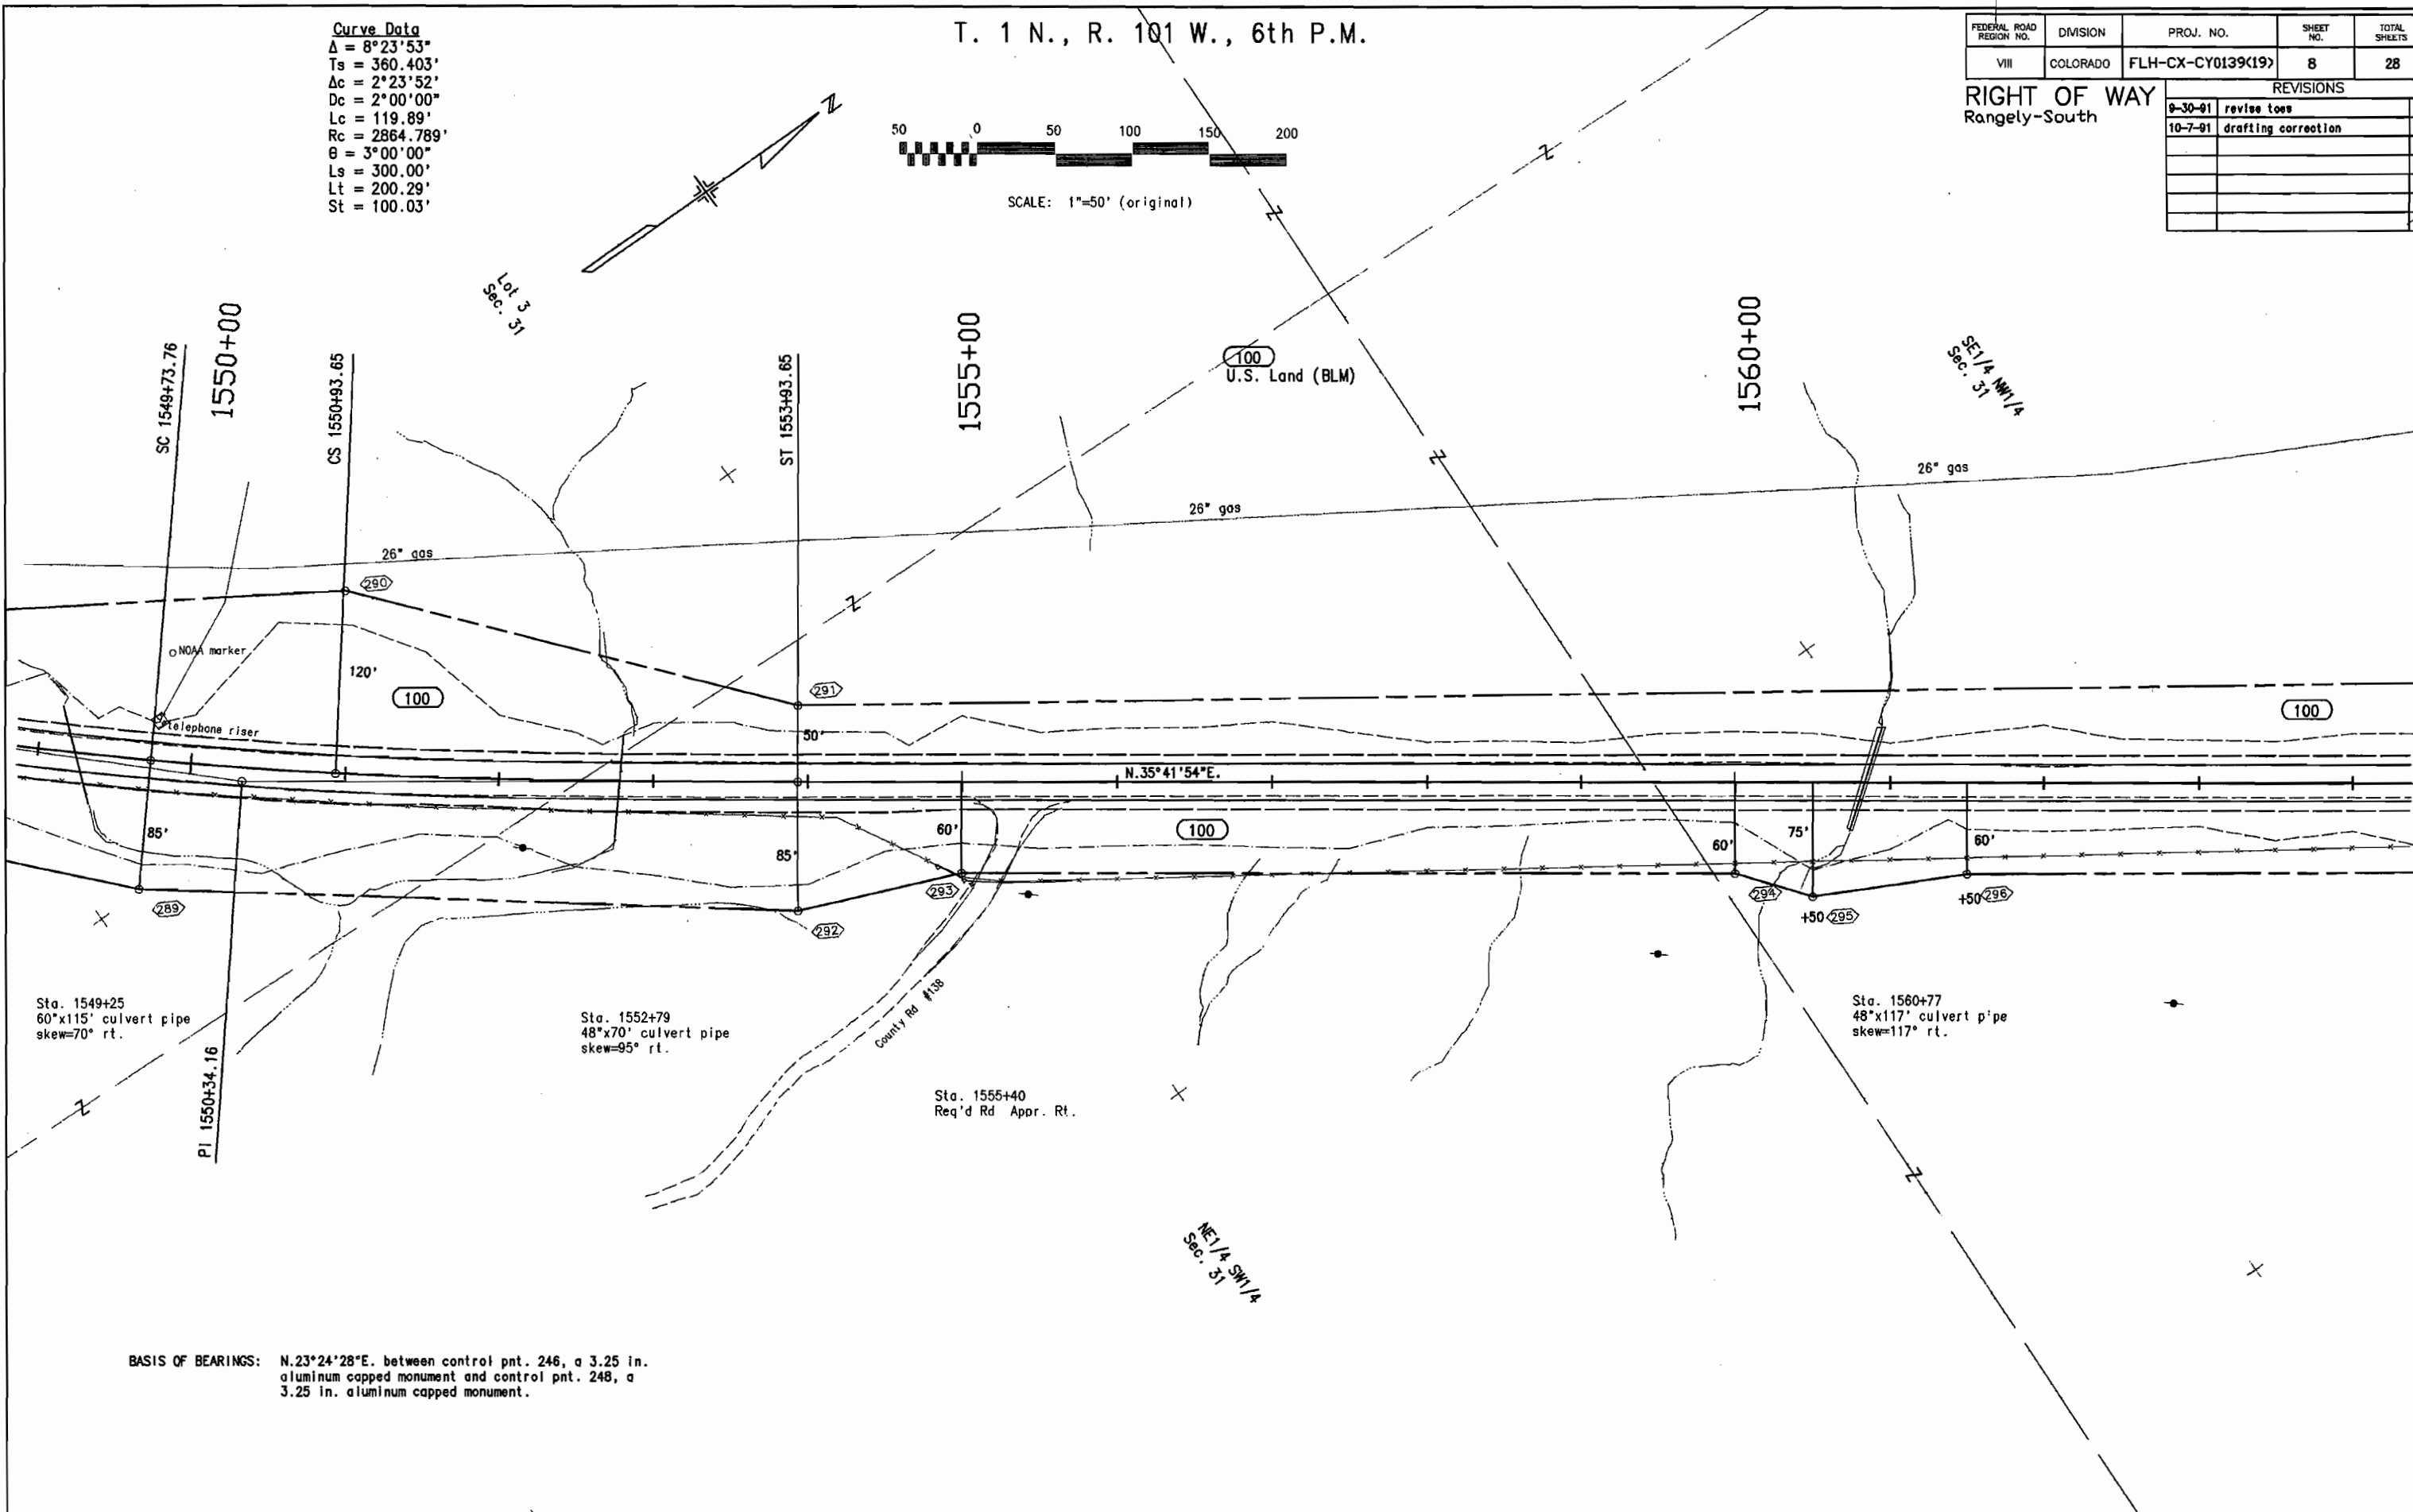 Curve Data
Δ = 8°23'53"
Ts = 360.403'
Δc = 2°23'52"
Dc = 2°00'00"
Lc = 119.89'
Rc = 2864.789'
θ = 3°00'00"
Ls = 300.00'
Lt = 200.29'
St = 100.03'
T. 1 N., R. 101 W., 6th P.M.
FEDERAL ROAD REGION NO.
DIVISION
PROJ. NO.
SHEET NO.
TOTAL SHEETS
VIII
COLORADO
FLH-CX-CY0139(19)
8
28
RIGHT OF WAY
Rangely-South
REVISIONS
9-30-91 revise toes
10-7-91 drafting correction
Z
50 0 50 100 150 200
SCALE: 1"=50' (original)
Lot 3
Sec. 31
SC 1549+73.76
1550+00
CS 1550+93.65
ST 1553+93.65
1555+00
100
U.S. Land (BLM)
1560+00
SE1/4 NW1/4
Sec. 31
26" gas
26" gas
26" gas
290
NOAA marker
120'
100
291
100
telephone riser
50'
N.35°41'54"E.
85'
85'
60'
100
60'
75'
60'
289
292
293
294
+50 295
+50 296
Sta. 1549+25
60"x115' culvert pipe
skew=70° rt.
PI 1550+34.16
Sta. 1552+79
48"x70' culvert pipe
skew=95° rt.
County Rd #138
Sta. 1555+40
Req'd Rd Appr. Rt.
Sta. 1560+77
48"x117' culvert p'pe
skew=117° rt.
NE1/4 SW1/4
Sec. 31
BASIS OF BEARINGS: N.23°24'28"E. between control pnt. 246, a 3.25 in.
aluminum capped monument and control pnt. 248, a
3.25 in. aluminum capped monument.